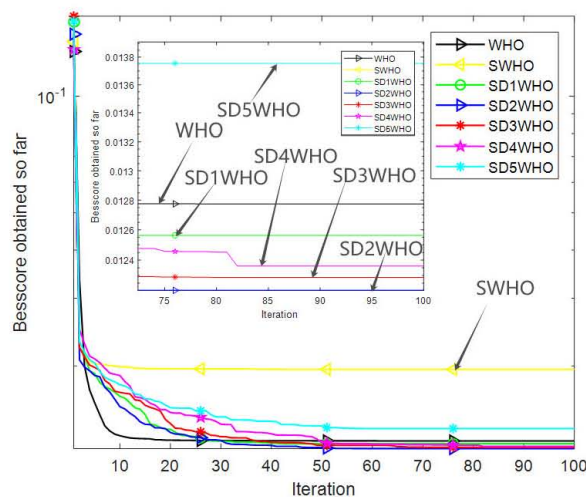 Besscore obtained so far
10⁻¹
10 20 30 40 50 60 70 80 90 100
Iteration
WHO
SWHO
SD1WHO
SD2WHO
SD3WHO
SD4WHO
SD5WHO
SWHO
Besscore obtained so far
0.0138
0.0136
0.0134
0.0132
0.013
0.0128
0.0126
0.0124
75 80 85 90 95 100
Iteration
WHO
SWHO
SD1WHO
SD2WHO
SD3WHO
SD4WHO
SD5WHO
SD5WHO
WHO
SD4WHO
SD1WHO
SD3WHO
SD2WHO